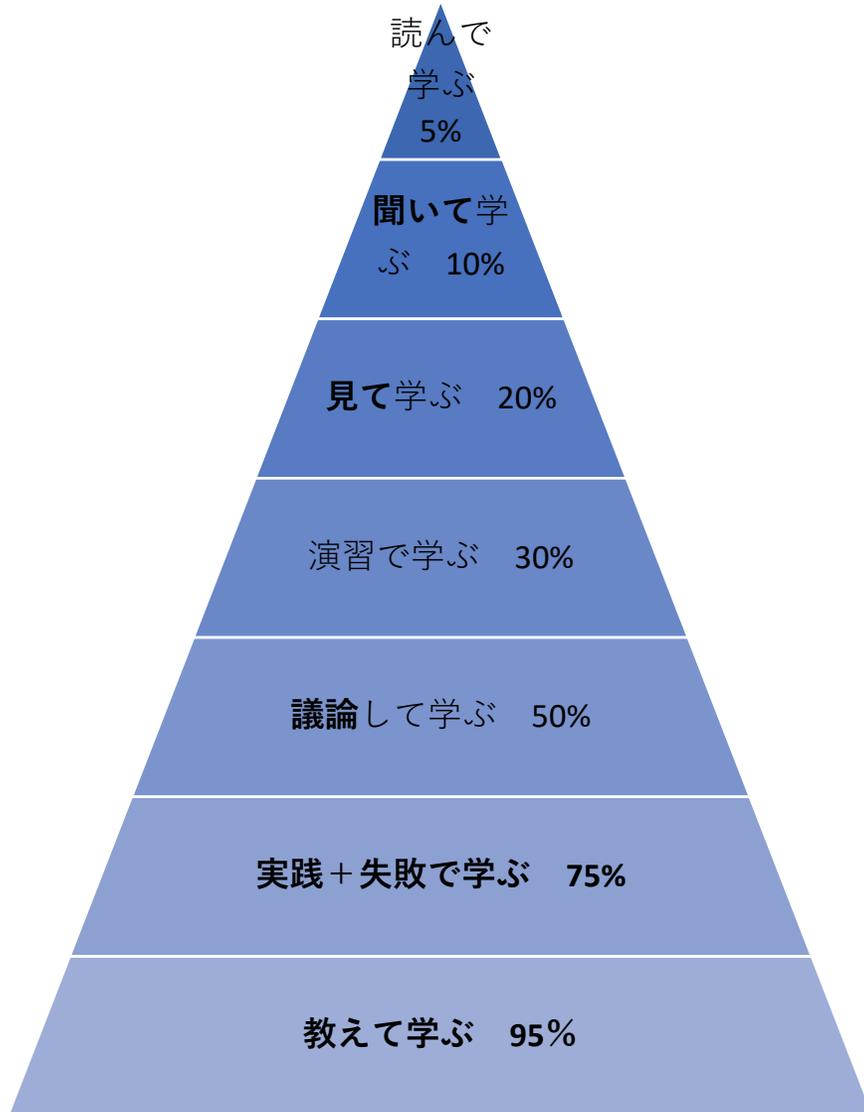 読んで
学ぶ
5%
聞いて学
ぶ　10%
見て学ぶ　20%
演習で学ぶ　30%
議論して学ぶ　50%
実践＋失敗で学ぶ　75%
教えて学ぶ　95％